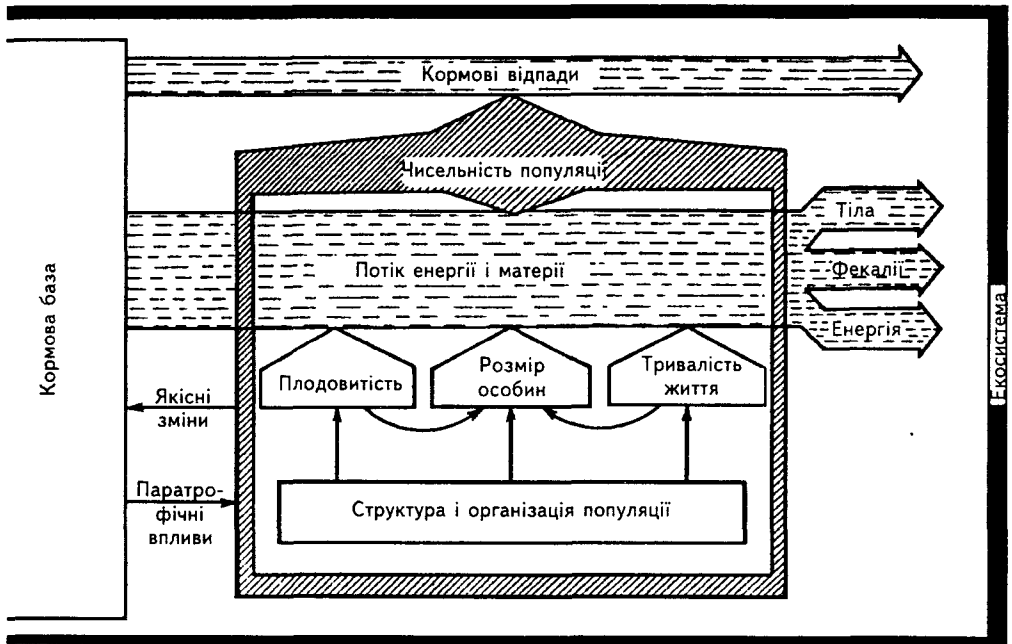 Кормові відпади
Чисельність популяції
Тіла
Потік енергії і матерії
Фекалії
Енергія
Кормова база
Екосистема
Плодовитість
Розмір
особин
Тривалість
життя
Якісні
зміни
Паратро-
фічні
впливи
Структура і організація популяції